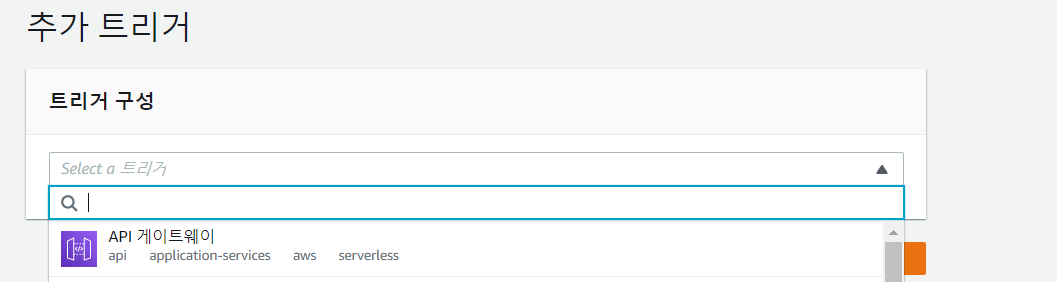 추가 트리거
트리거 구성
Select a 트리거
API 게이트웨이
api application-services aws serverless